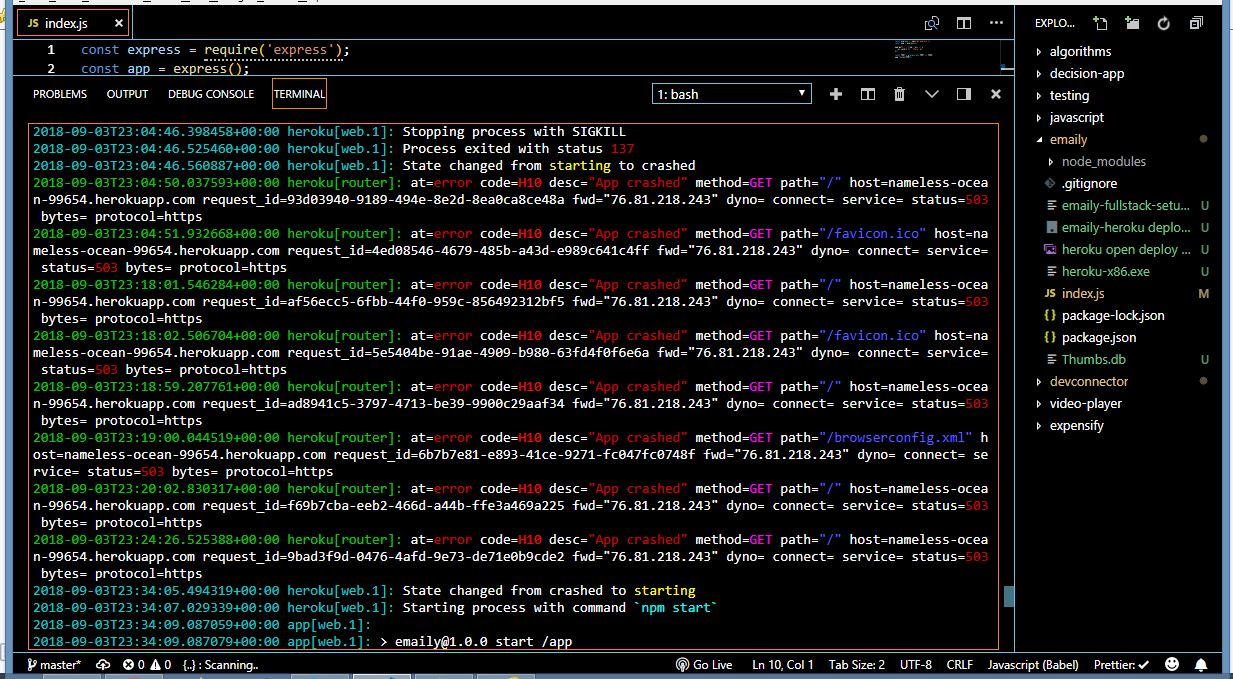 JS index.js ×
1 const express = require('express');
2 const app = express();
PROBLEMS OUTPUT DEBUG CONSOLE TERMINAL 1: bash
2018-09-03T23:04:46.398458+00:00 heroku[web.1]: Stopping process with SIGKILL
2018-09-03T23:04:46.525460+00:00 heroku[web.1]: Process exited with status 137
2018-09-03T23:04:46.560887+00:00 heroku[web.1]: State changed from starting to crashed
2018-09-03T23:04:50.037593+00:00 heroku[router]: at=error code=H10 desc="App crashed" method=GET path="/" host=nameless-ocea
n-99654.herokuapp.com request_id=93d03940-9189-494e-8e2d-8ea0ca8ce48a fwd="76.81.218.243" dyno= connect= service= status=503
bytes= protocol=https
2018-09-03T23:04:51.932668+00:00 heroku[router]: at=error code=H10 desc="App crashed" method=GET path="/favicon.ico" host=na
meless-ocean-99654.herokuapp.com request_id=4ed08546-4679-485b-a43d-e989c641c4ff fwd="76.81.218.243" dyno= connect= service=
status=503 bytes= protocol=https
2018-09-03T23:18:01.546284+00:00 heroku[router]: at=error code=H10 desc="App crashed" method=GET path="/" host=nameless-ocea
n-99654.herokuapp.com request_id=af56ecc5-6fbb-44f0-959c-856492312bf5 fwd="76.81.218.243" dyno= connect= service= status=503
bytes= protocol=https
2018-09-03T23:18:02.506704+00:00 heroku[router]: at=error code=H10 desc="App crashed" method=GET path="/favicon.ico" host=na
meless-ocean-99654.herokuapp.com request_id=5e5404be-91ae-4909-b980-63fd4f0f6e6a fwd="76.81.218.243" dyno= connect= service=
status=503 bytes= protocol=https
2018-09-03T23:18:59.207761+00:00 heroku[router]: at=error code=H10 desc="App crashed" method=GET path="/" host=nameless-ocea
n-99654.herokuapp.com request_id=ad8941c5-3797-4713-be39-9900c29aaf34 fwd="76.81.218.243" dyno= connect= service= status=503
bytes= protocol=https
2018-09-03T23:19:00.044519+00:00 heroku[router]: at=error code=H10 desc="App crashed" method=GET path="/browserconfig.xml" h
ost=nameless-ocean-99654.herokuapp.com request_id=6b7b7e81-e893-41ce-9271-fc047fc0748f fwd="76.81.218.243" dyno= connect= se
rvice= status=503 bytes= protocol=https
2018-09-03T23:20:02.830317+00:00 heroku[router]: at=error code=H10 desc="App crashed" method=GET path="/" host=nameless-ocea
n-99654.herokuapp.com request_id=f69b7cba-eeb2-466d-a44b-ffe3a469a225 fwd="76.81.218.243" dyno= connect= service= status=503
bytes= protocol=https
2018-09-03T23:24:26.525388+00:00 heroku[router]: at=error code=H10 desc="App crashed" method=GET path="/" host=nameless-ocea
n-99654.herokuapp.com request_id=9bad3f9d-0476-4afd-9e73-de71e0b9cde2 fwd="76.81.218.243" dyno= connect= service= status=503
bytes= protocol=https
2018-09-03T23:34:05.494319+00:00 heroku[web.1]: State changed from crashed to starting
2018-09-03T23:34:07.029339+00:00 heroku[web.1]: Starting process with command `npm start`
2018-09-03T23:34:09.087059+00:00 app[web.1]:
2018-09-03T23:34:09.087079+00:00 app[web.1]: > emaily@1.0.0 start /app
EXPLO...
algorithms
decision-app
testing
javascript
emaily
node_modules
.gitignore
emaily-fullstack-setu... U
emaily-heroku deplo... U
heroku open deploy ... U
heroku-x86.exe U
JS index.js M
{} package-lock.json
{} package.json
Thumbs.db U
devconnector
video-player
expensify
master* 0 0 {..} : Scanning.. Go Live Ln 10, Col 1 Tab Size: 2 UTF-8 CRLF Javascript (Babel) Prettier: ✓